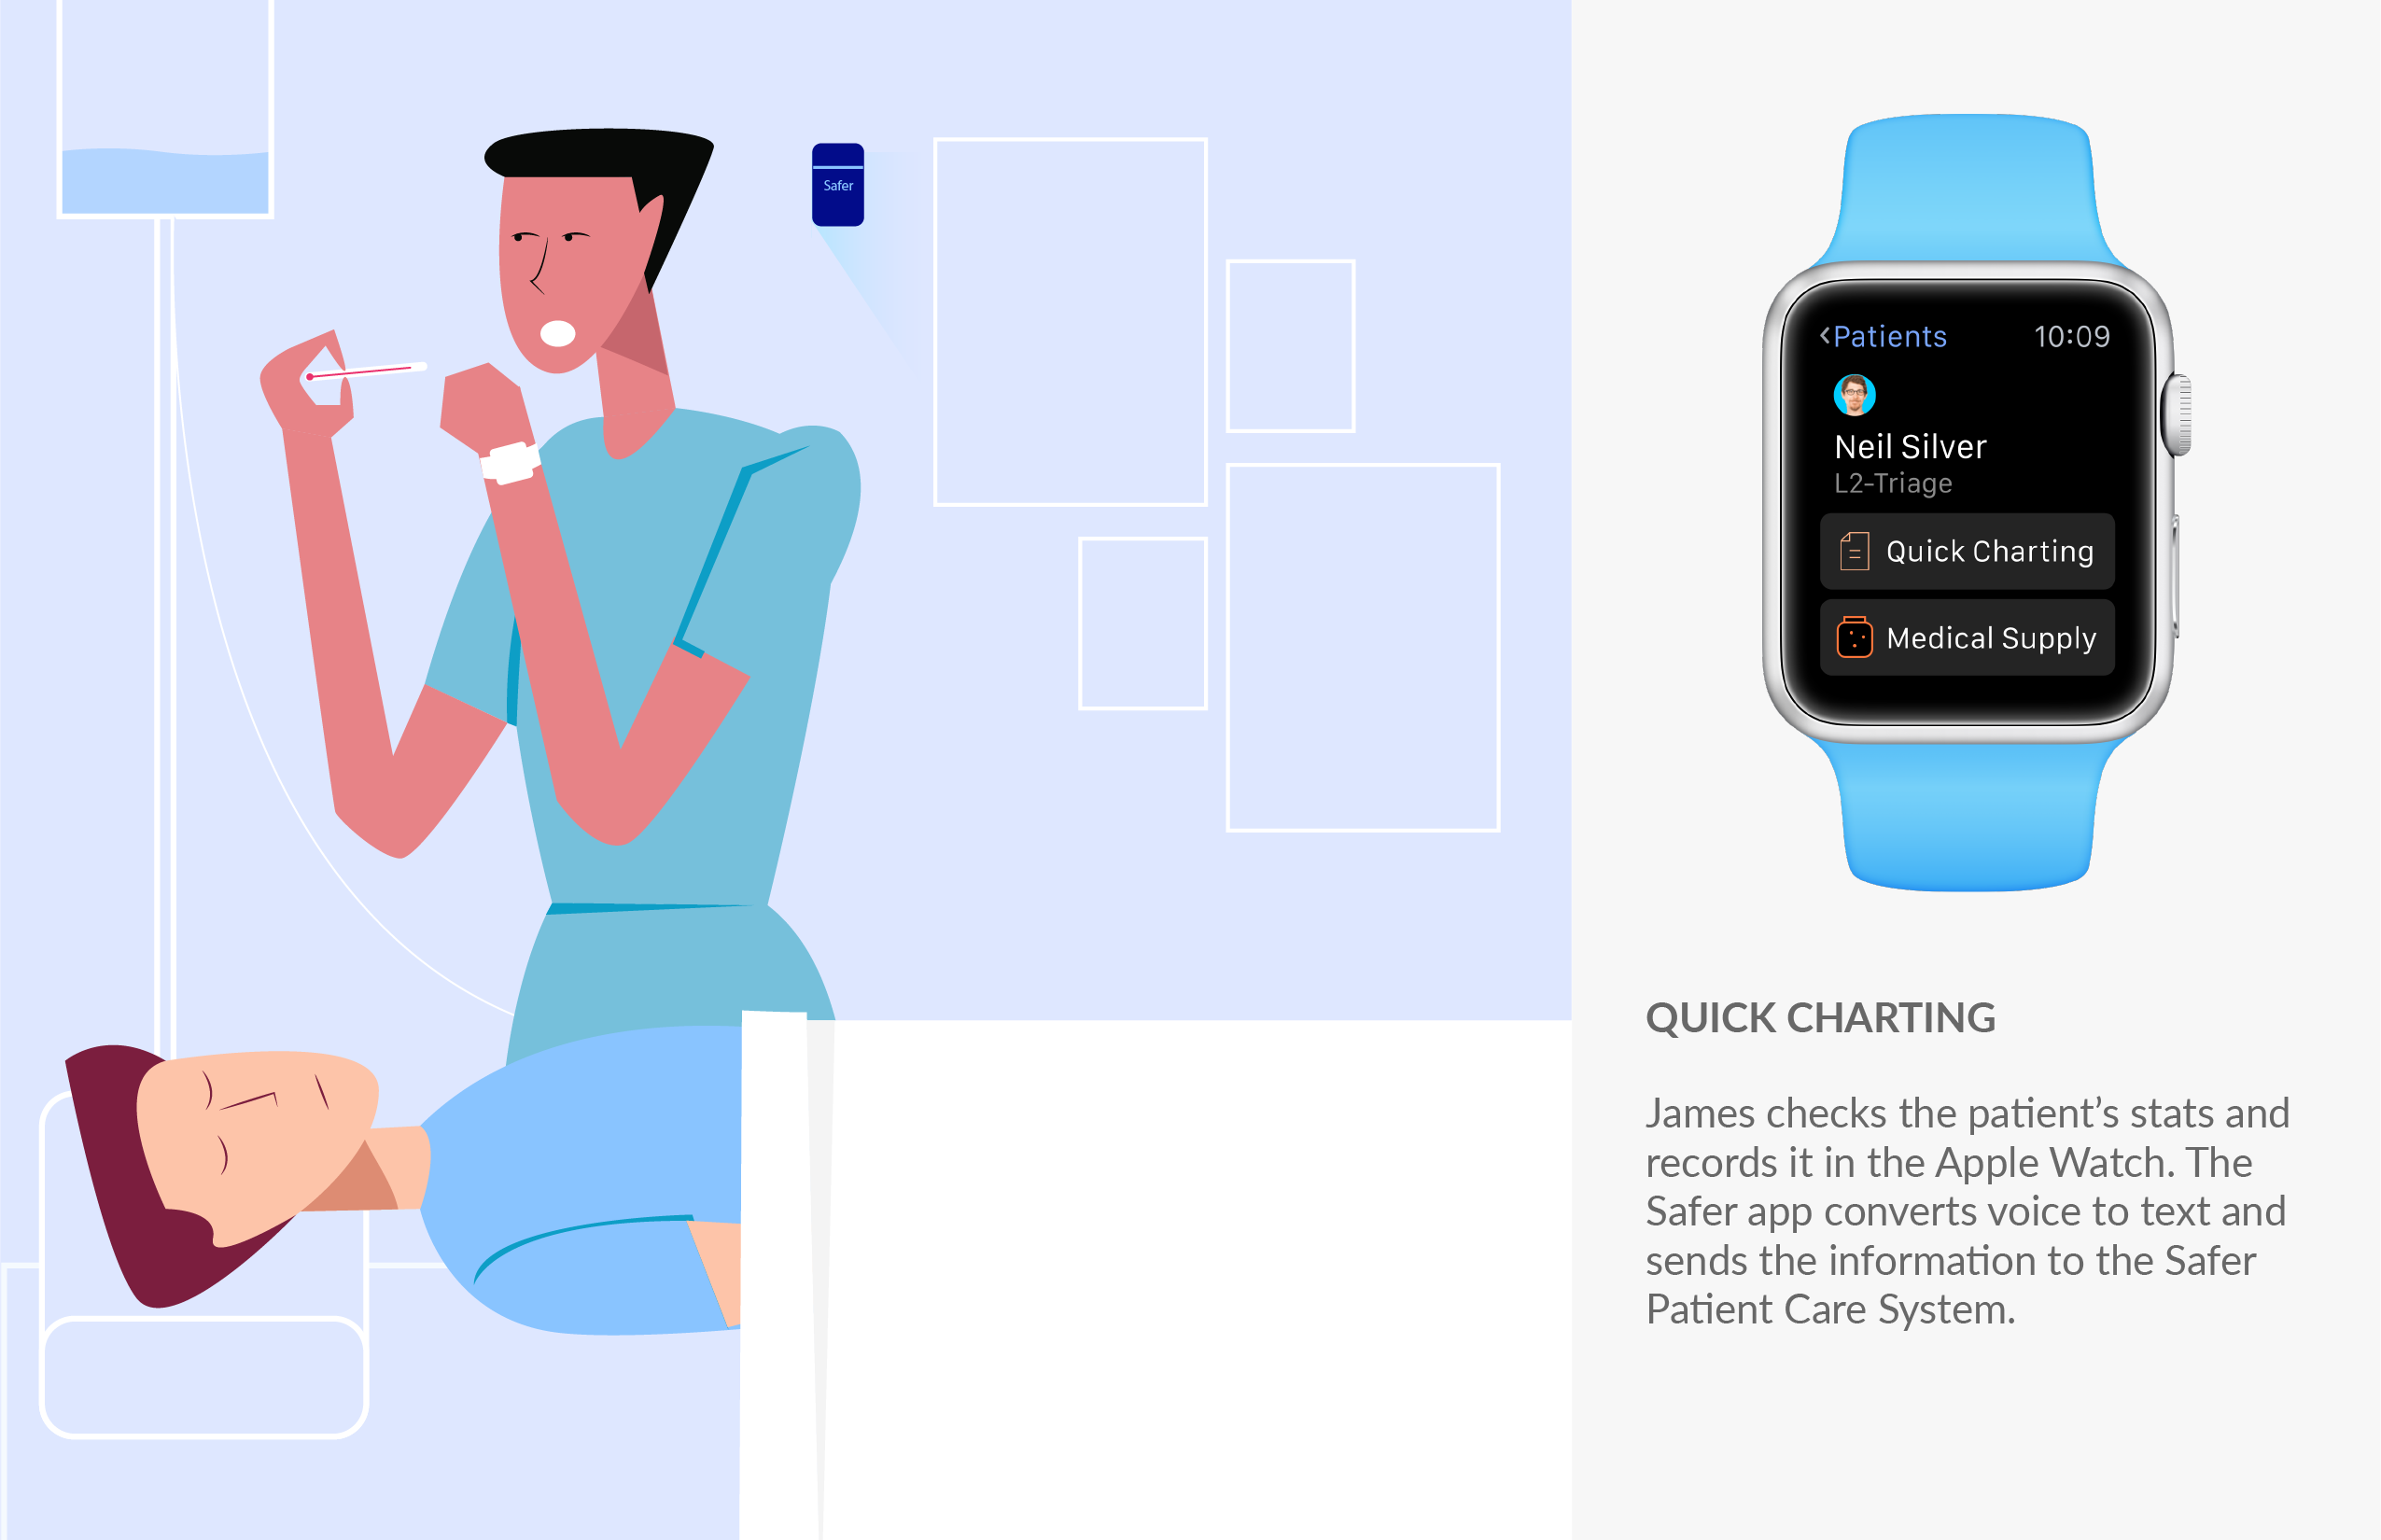 Safer
Patients 10:09
Neil Silver
L2-Triage
Quick Charting
Medical Supply
QUICK CHARTING
James checks the patient’s stats and
records it in the Apple Watch. The
Safer app converts voice to text and
sends the information to the Safer
Patient Care System.